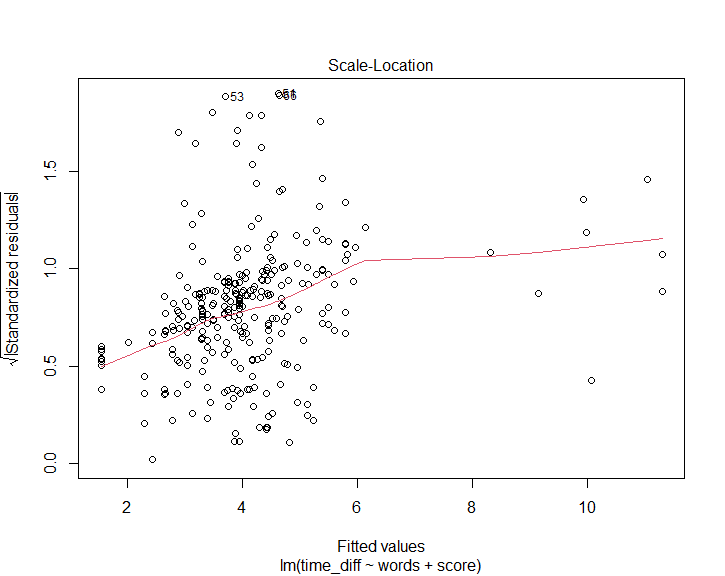 Scale-Location
√|Standardized residuals|
1.5
1.0
0.5
0.0
53
2 4 6 8 10
Fitted values
lm(time_diff ~ words + score)